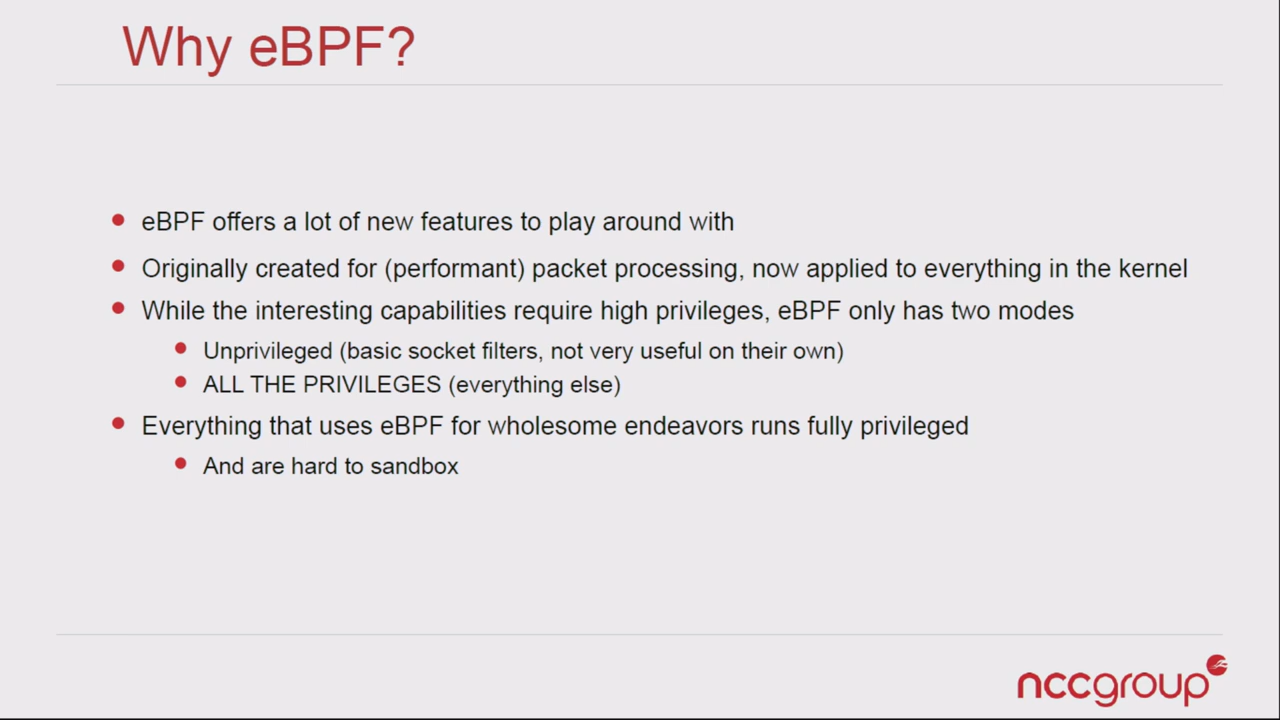 Why eBPF?
eBPF offers a lot of new features to play around with
Originally created for (performant) packet processing, now applied to everything in the kernel
While the interesting capabilities require high privileges, eBPF only has two modes
Unprivileged (basic socket filters, not very useful on their own)
ALL THE PRIVILEGES (everything else)
Everything that uses eBPF for wholesome endeavors runs fully privileged
And are hard to sandbox
nccgroup